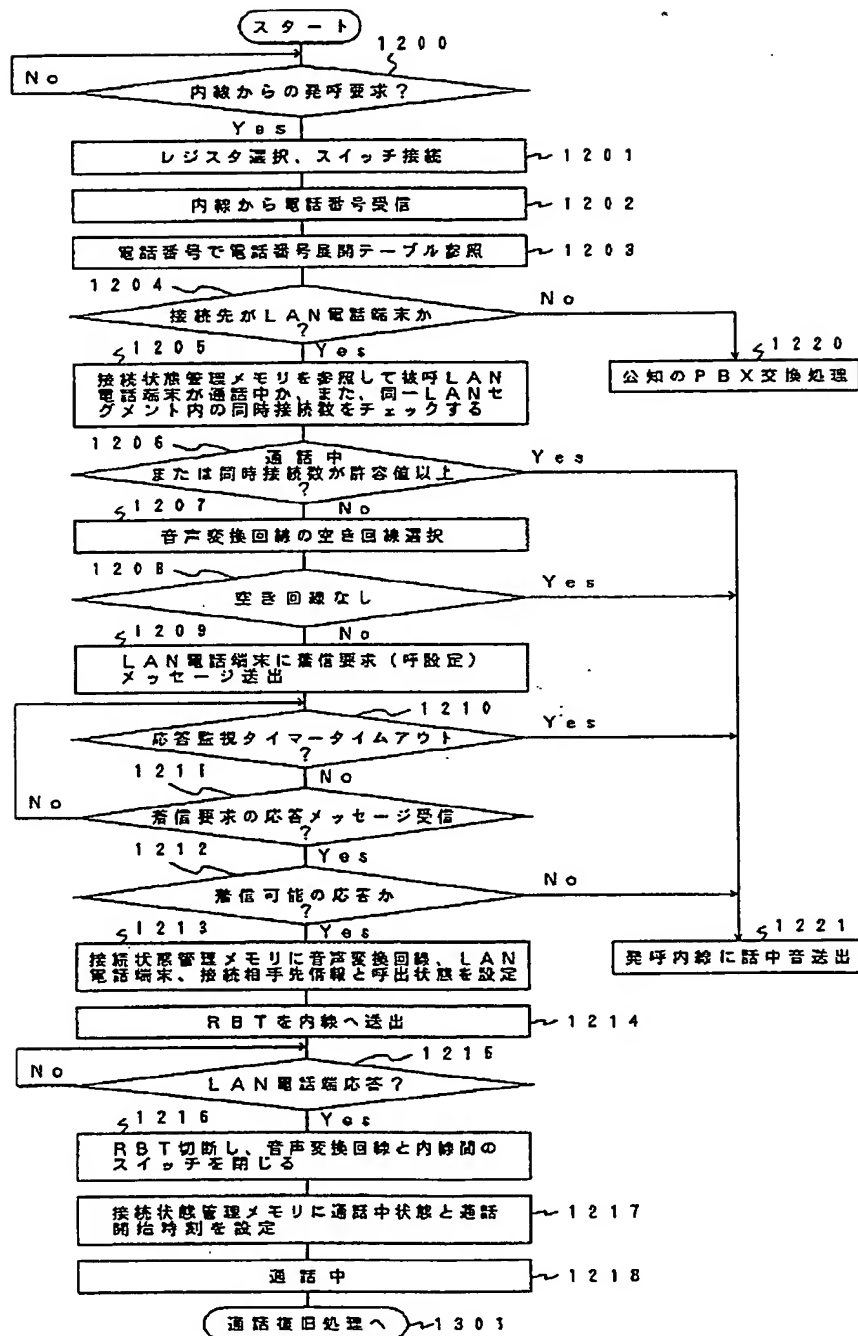 スタート
1200
No
内線からの発呼要求?
Yes
レジスタ選択、スイッチ接続
1201
内線から電話番号受信
1202
電話番号で電話番号展開テーブル参照
1203
1204
接続先がLAN電話端末か
?
No
1205
Yes
接続状態管理メモリを参照して被呼LAN
電話端末が通話中か、また、同一LANセ
グメント内の同時接続数をチェックする
1220
公知のPBX交換処理
1206
通話中
または同時接続数が許容値以上
?
Yes
1207
No
音声変換回線の空き回線選択
1208
空き回線なし
Yes
1209
No
LAN電話端末に着信要求(呼設定)
メッセージ送出
1210
応答監視タイマータイムアウト
?
Yes
1211
No
No
着信要求の応答メッセージ受信
?
1212
Yes
着信可能の応答か
?
No
1213
Yes
接続状態管理メモリに音声変換回線、LAN
電話端末、接続相手先情報と呼出状態を設定
1221
発呼内線に話中音送出
RBTを内線へ送出
1214
1215
No
LAN電話端応答?
1216
Yes
RBT切断し、音声変換回線と内線間の
スイッチを閉じる
接続状態管理メモリに通話中状態と通話
開始時刻を設定
1217
通話中
1218
通話復旧処理へ
1301